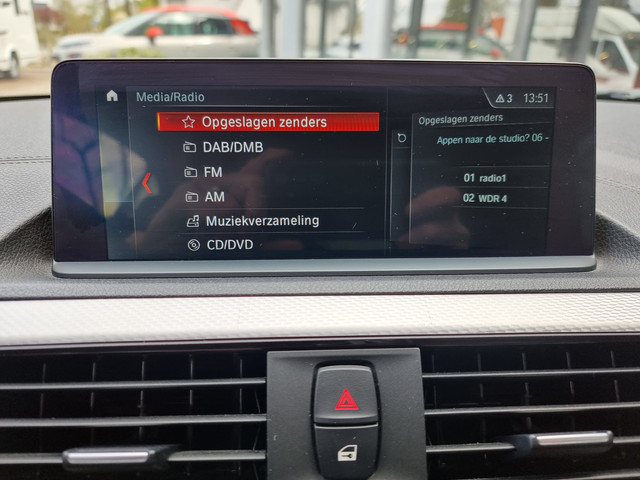 Media/Radio
3 13:51
Opgeslagen zenders
DAB/DMB
FM
AM
Muziekverzameling
CD/DVD
Opgeslagen zenders
Appen naar de studio? 06 -
01 radio1
02 WDR 4